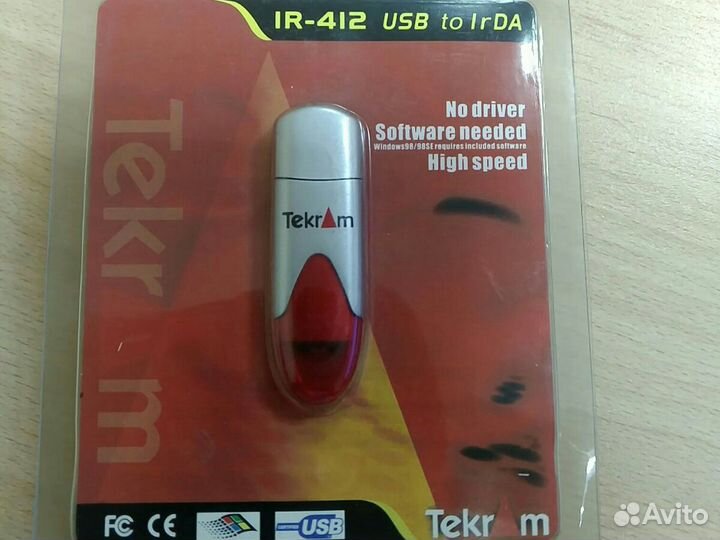 IR-412 USB to IrDA
No driver
Software needed
Windows98/98SE requires included software
High speed
Tekram
Tekram
FC CE
CERTIFIED USB
Tekram
Avito